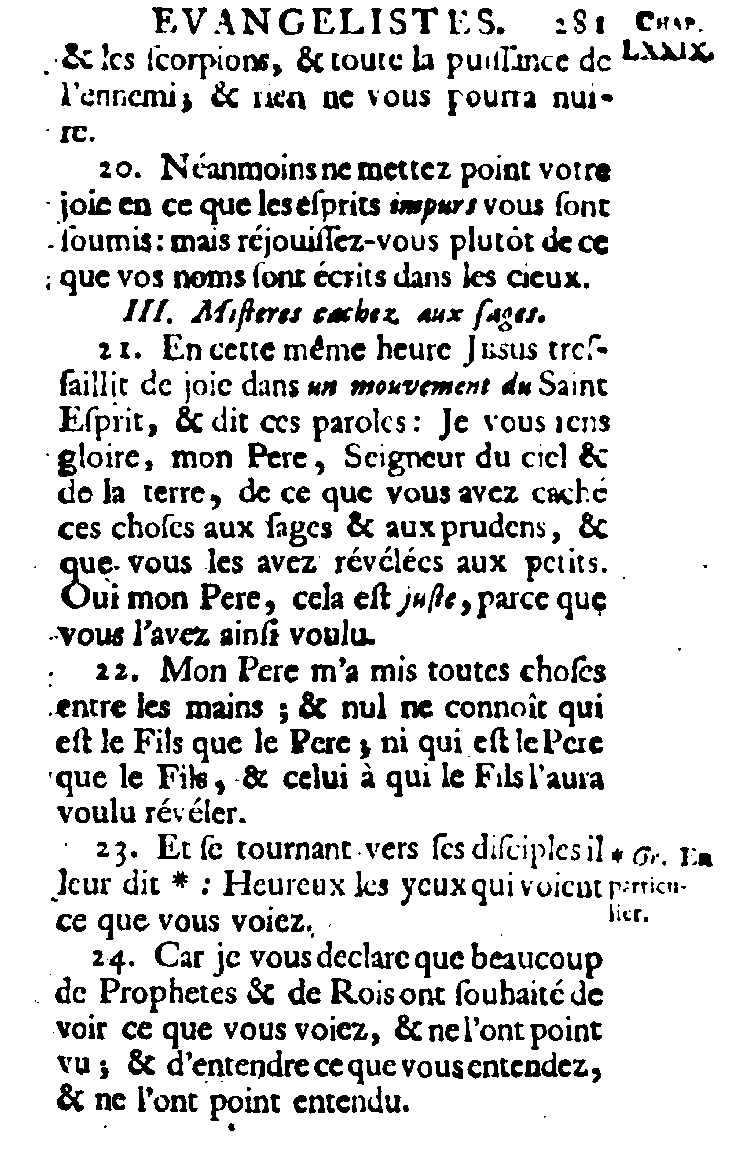 EVANGELISTES. 281 CHAP. LXXIX.
& les ſcorpions, & toute la puiſſance de
l'ennemi; & rien ne vous pourra nui-
re.
20. Néanmoins ne mettez point votre
joie en ce que les eſprits impurs vous ſont
ſoumis: mais réjouiſſez-vous plutôt de ce
que vos noms ſont écrits dans les cieux.
III. Miſteres cachez aux ſages.
21. En cette même heure JESUS treſ-
ſaillit de joie dans un mouvement du Saint
Eſprit, & dit ces paroles: Je vous rens
gloire, mon Pere, Seigneur du ciel &
de la terre, de ce que vous avez caché
ces choſes aux ſages & aux prudens, &
que vous les avez révélées aux petits.
Oui mon Pere, cela eſt juſte, parce que
vous l'avez ainſi voulu.
22. Mon Pere m'a mis toutes choſes
entre les mains ; & nul ne connoît qui
eſt le Fils que le Pere ; ni qui eſt le Pere
que le Fils, & celui à qui le Fils l'aura
voulu révéler.
23. Et ſe tournant vers ſes diſciples il
leur dit * : Heureux les yeux qui voient
ce que vous voiez.
* Gr. En
particu-
lier.
24. Car je vous declare que beaucoup
de Prophetes & de Rois ont ſouhaité de
voir ce que vous voiez, & ne l'ont point
vu ; & d'entendre ce que vous entendez,
& ne l'ont point entendu.